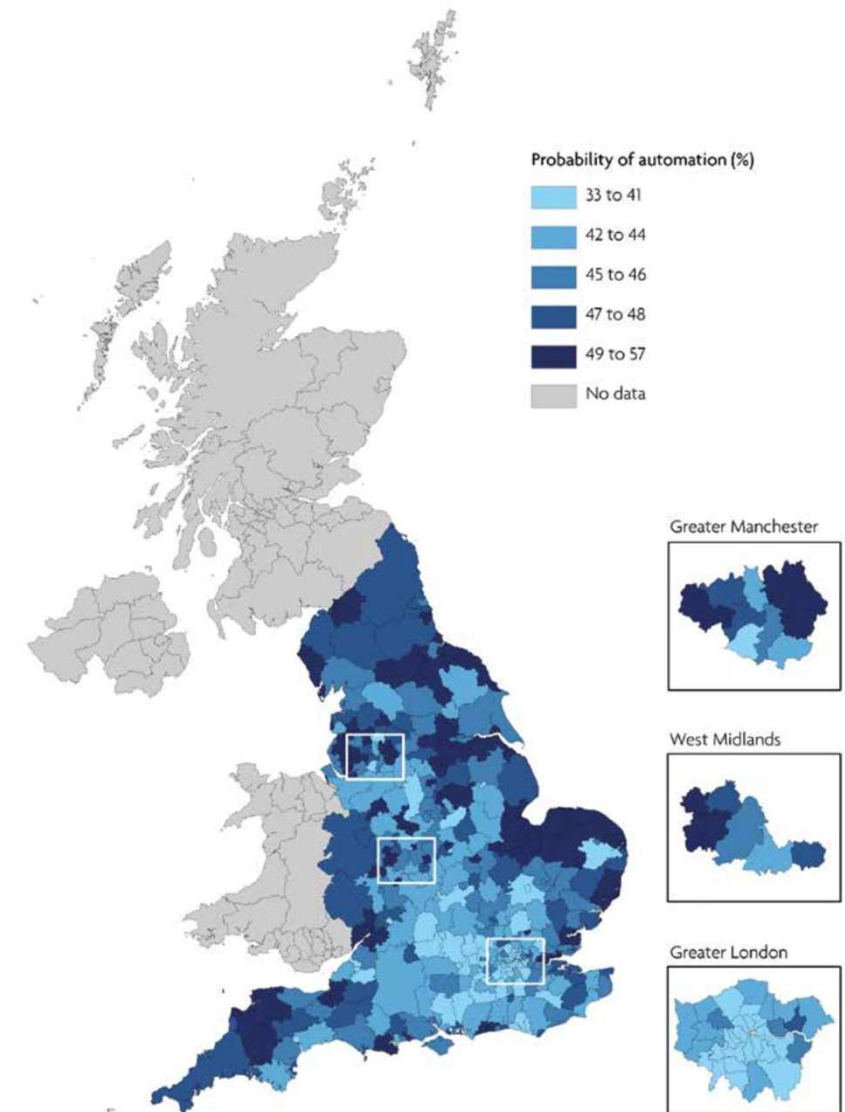 Probability of automation (%)
33 to 41
42 to 44
45 to 46
47 to 48
49 to 57
No data
Greater Manchester
West Midlands
Greater London